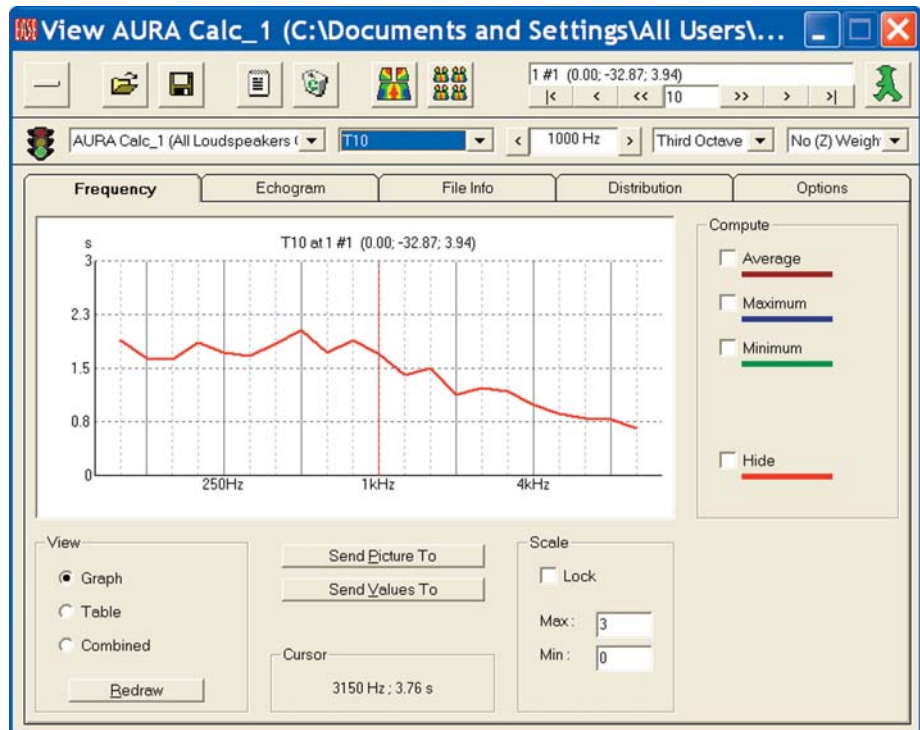 EASE View AURA Calc_1 (C:\Documents and Settings\All Users\...
1 #1 (0.00; -32.87; 3.94)
|< < << 10 >> > >|
AURA Calc_1 (All Loudspeakers T10 < 1000 Hz > Third Octave No (Z) Weigh
Frequency Echogram File Info Distribution Options
s T10 at 1 #1 (0.00; -32.87; 3.94)
3
2.3
1.5
0.8
0
250Hz 1kHz 4kHz
Compute
Average
Maximum
Minimum
Hide
View
Graph
Table
Combined
Redraw
Send Picture To
Send Values To
Cursor
3150 Hz ; 3.76 s
Scale
Lock
Max : 3
Min : 0